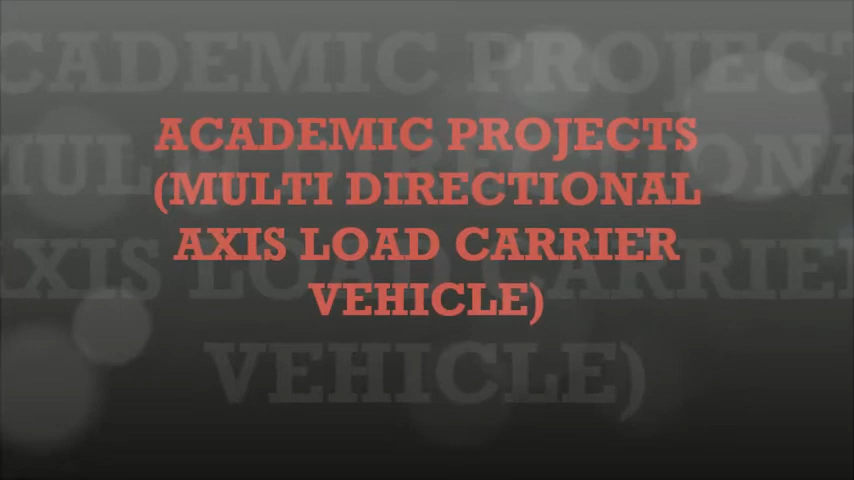 ACADEMIC PROJECTS
(MULTI DIRECTIONAL
AXIS LOAD CARRIER
VEHICLE)